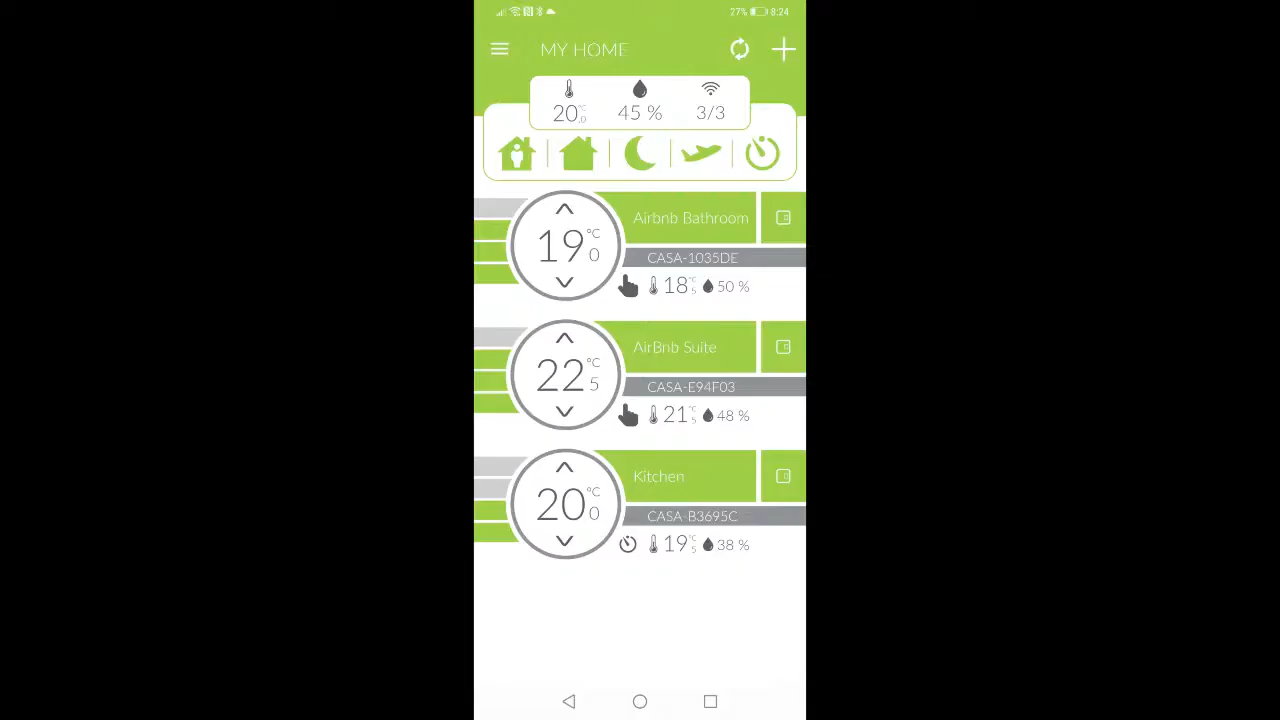 27% 8:24
MY HOME
20.0 °C 45 % 3/3
Airbnb Bathroom
19 °C 0
CASA-1035DE
18 °C 5 50 %
AirBnb Suite
22 °C 5
CASA-E94F03
21 °C 5 48 %
Kitchen
20 °C 0
CASA-B3695C
19 °C 5 38 %